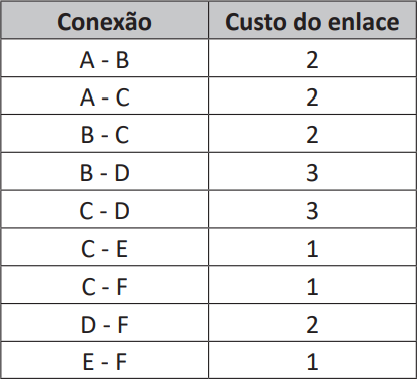 Conexão Custo do enlace
A - B 2
A - C 2
B - C 2
B - D 3
C - D 3
C - E 1
C - F 1
D - F 2
E - F 1